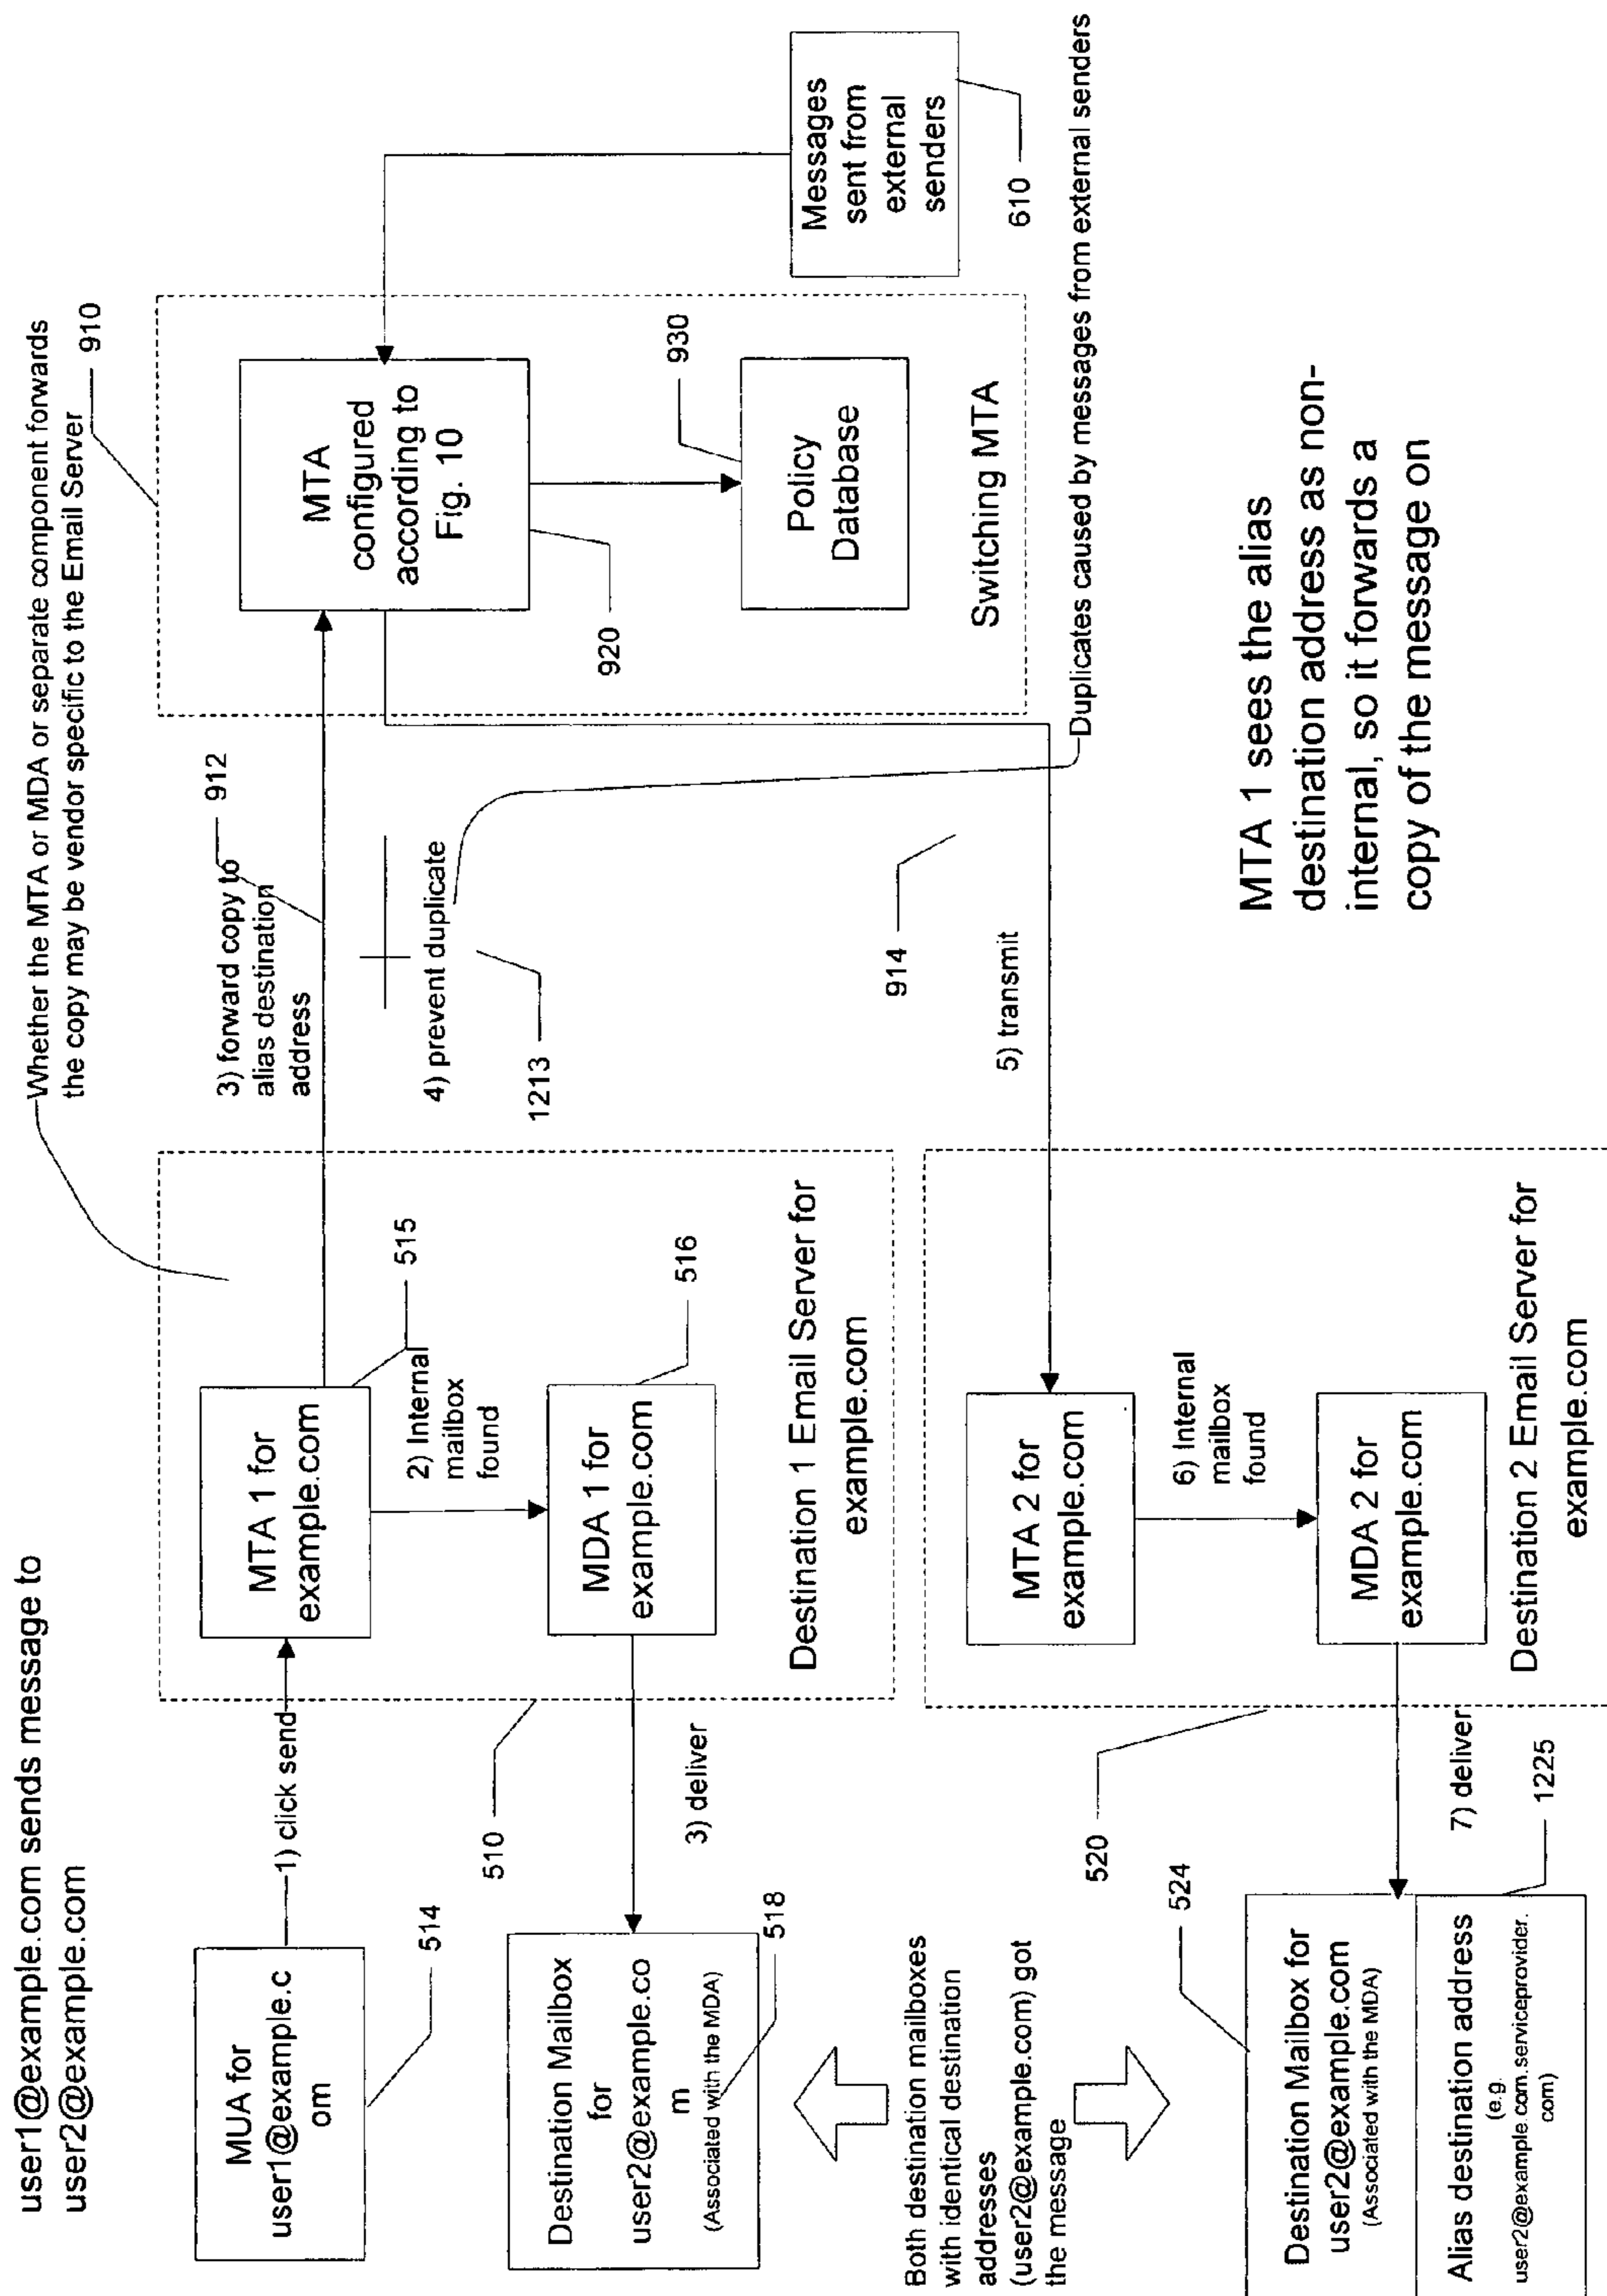 user1@example.com sends message to
user2@example.com
Whether the MTA or MDA or separate component forwards
the copy may be vendor specific to the Email Server
910
MUA for
user1@example.c
om
514
1) click send
MTA 1 for
example.com
515
2) Internal
mailbox
found
MDA 1 for
example.com
516
Destination 1 Email Server for
example.com
510
3) deliver
Destination Mailbox
for
user2@example.co
m
(Associated with the MDA)
518
3) forward copy to
alias destination
address
912
4) prevent duplicate
1213
MTA
configured
according to
Fig. 10
920
930
Policy
Database
Switching MTA
Messages
sent from
external
senders
610
Duplicates caused by messages from external senders
914
5) transmit
Both destination mailboxes
with identical destination
addresses
(user2@example.com) got
the message
MTA 2 for
example.com
6) Internal
mailbox
found
MDA 2 for
example.com
Destination 2 Email Server for
example.com
520
7) deliver
524
Destination Mailbox for
user2@example.com
(Associated with the MDA)
1225
Alias destination address
(e.g.
user2@example.com.serviceprovider.
com)
MTA 1 sees the alias
destination address as non-
internal, so it forwards a
copy of the message on